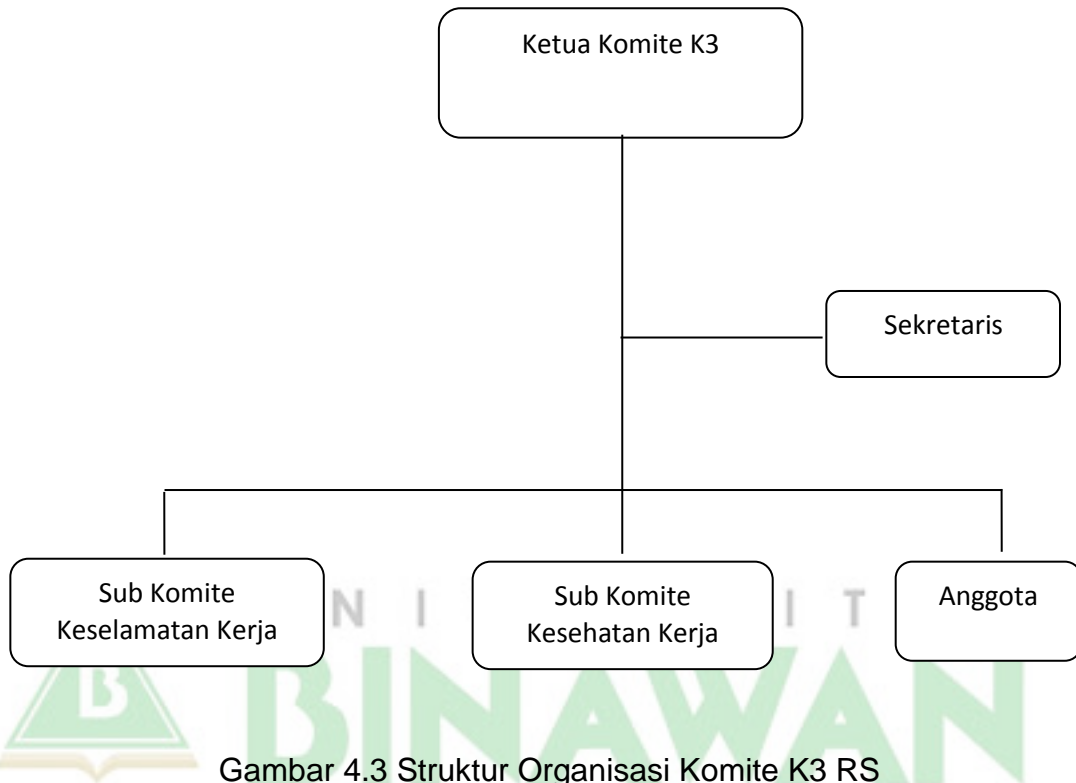 Ketua Komite K3
Sekretaris
Sub Komite
Keselamatan Kerja
Sub Komite
Kesehatan Kerja
Anggota
N I I T
B
BINAWAN
Gambar 4.3 Struktur Organisasi Komite K3 RS